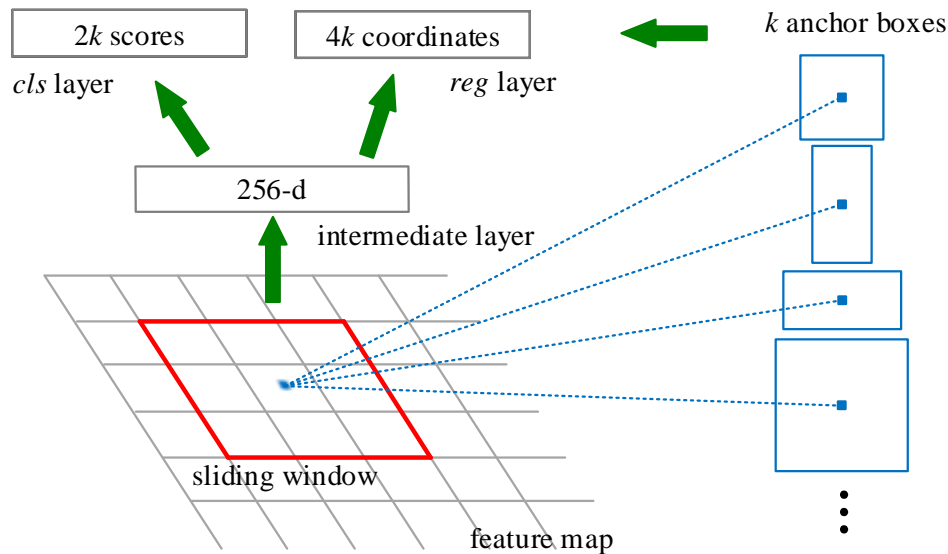 2k scores
4k coordinates
k anchor boxes
cls layer
reg layer
256-d
intermediate layer
sliding window
feature map